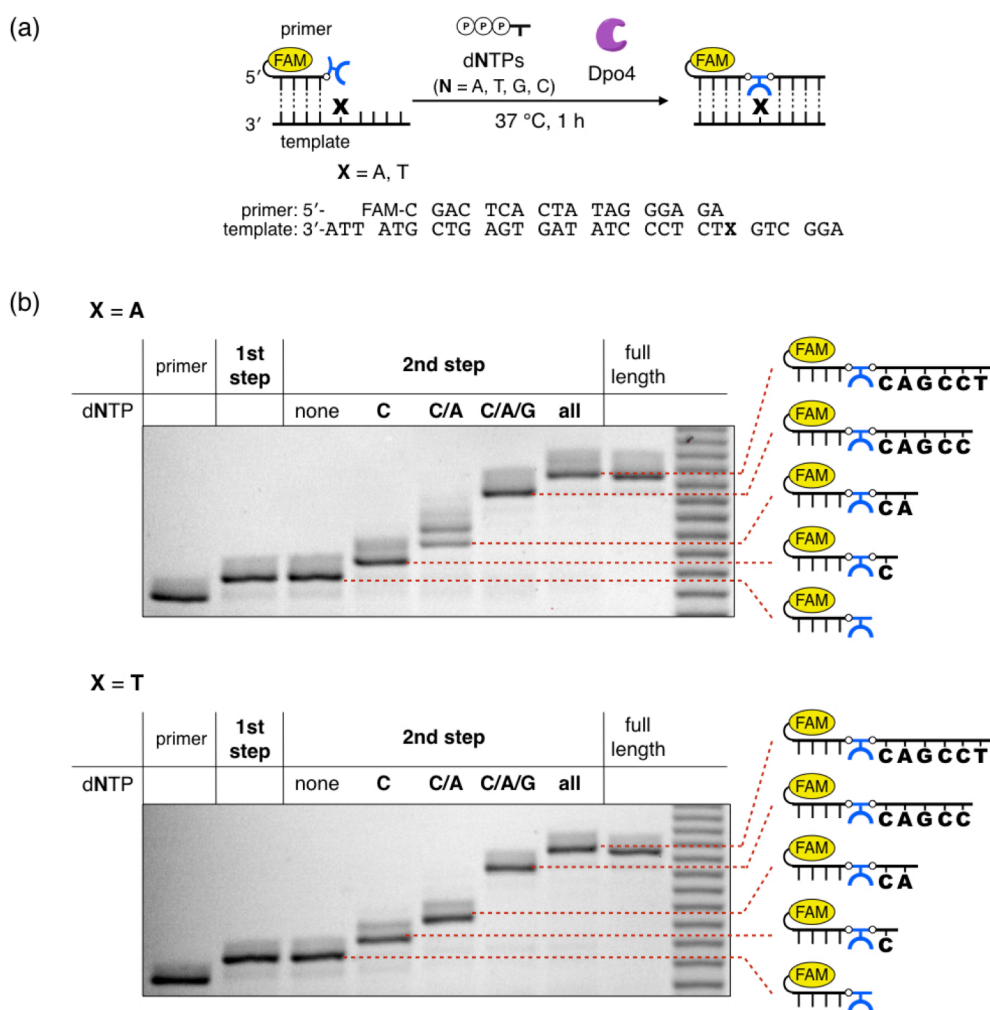 (a)
primer
FAM
5′
X
3′
template
P P P
dNTPs
(N = A, T, G, C)
Dpo4
37 °C, 1 h
FAM
X
X = A, T
primer: 5′- FAM-C GACT TCA CTA TAG GGA GA
template: 3′-ATT ATG CTG AGT GAT ATC CCT CTX GTC GGA
(b)
X = A
primer
1st step
2nd step
full length
dNTP
none C C/A C/A/G all
FAM
CAGCCT
FAM
CAGCC
FAM
CA
FAM
C
FAM
X = T
primer
1st step
2nd step
full length
dNTP
none C C/A C/A/G all
FAM
CAGCCT
FAM
CAGCC
FAM
CA
FAM
C
FAM